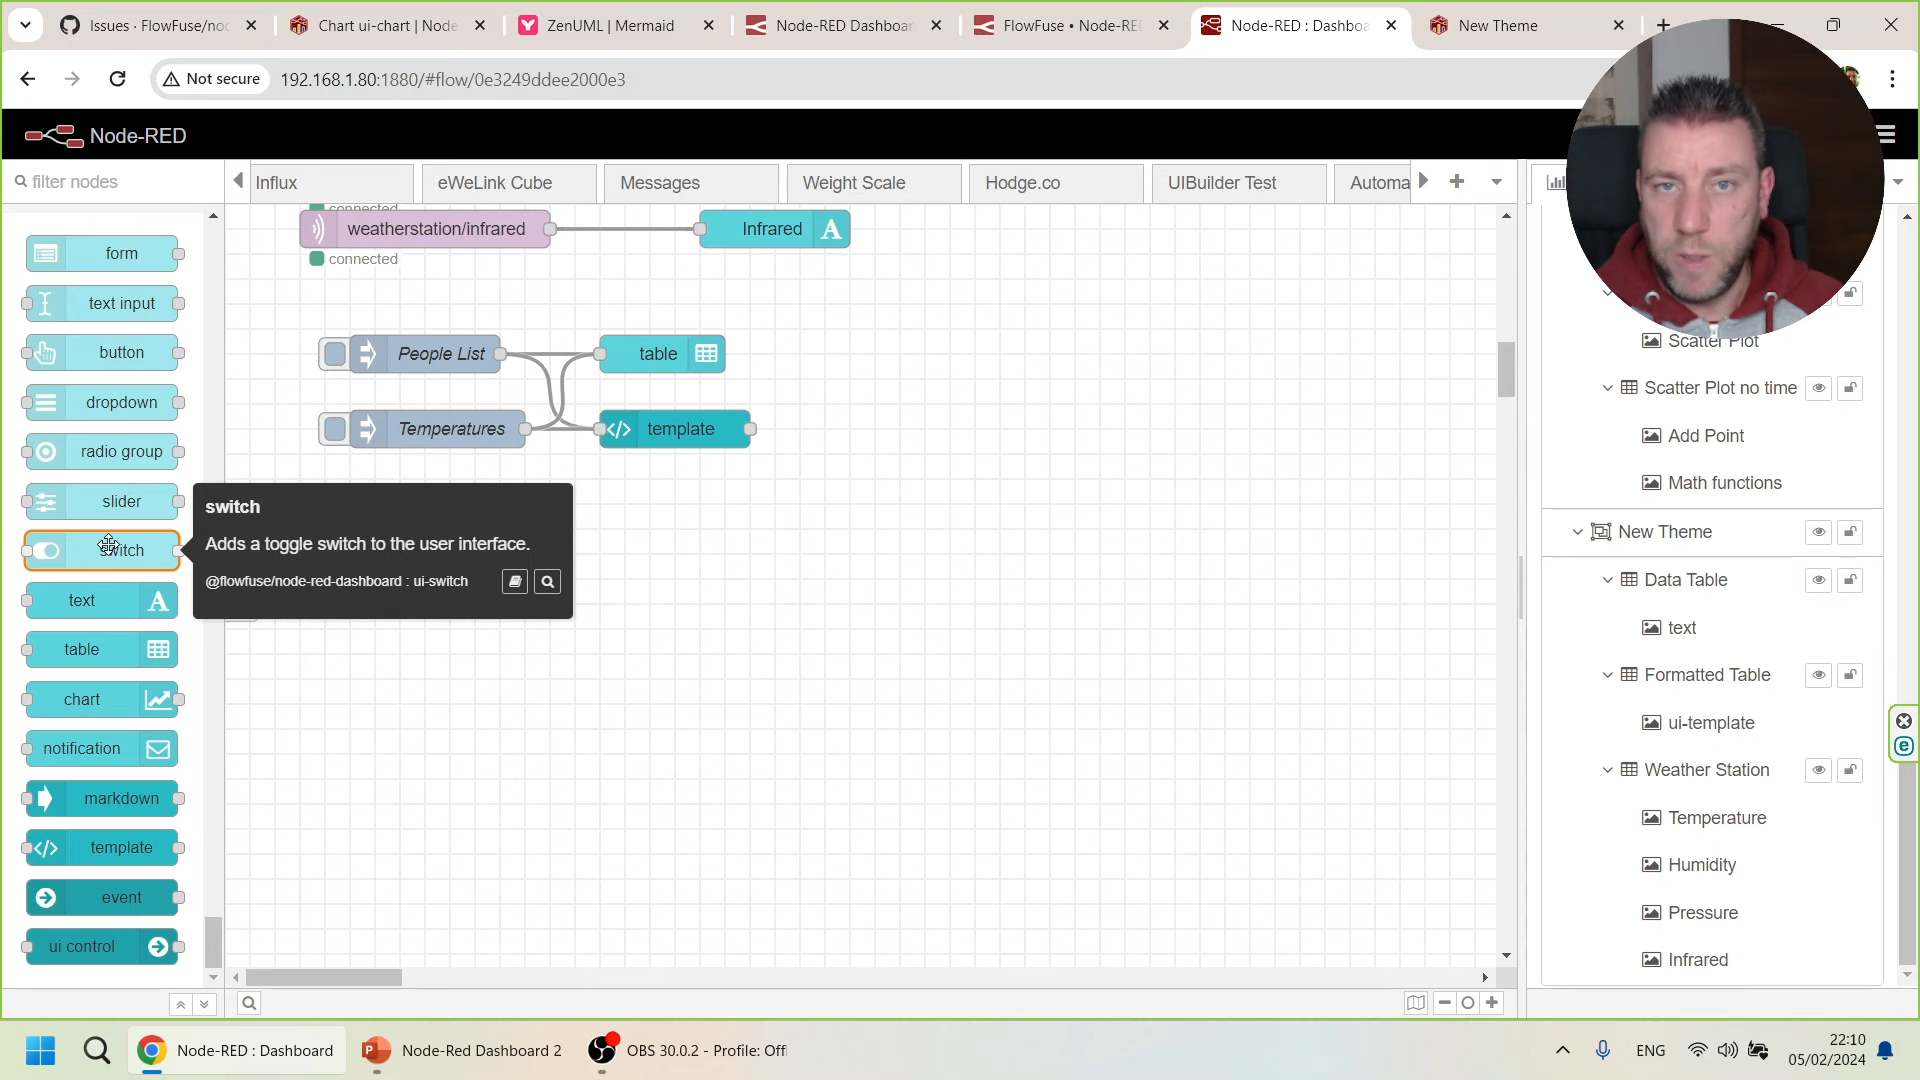 Issues · FlowFuse/no
Chart ui-chart | Node
ZenUML | Mermaid
Node-RED Dashboar
FlowFuse • Node-RE
Node-RED : Dashbo
New Theme
Not secure
192.168.1.80:1880/#flow/0e3249ddee2000e3
Node-RED
filter nodes
Influx
eWeLink Cube
Messages
Weight Scale
Hodge.co
UIBuilder Test
Automa
form
text input
button
dropdown
radio group
slider
switch
text
table
chart
notification
markdown
template
event
ui control
connected
weatherstation/infrared
Infrared
connected
People List
table
Temperatures
template
switch
Adds a toggle switch to the user interface.
@flowfuse/node-red-dashboard : ui-switch
Scatter Plot
Scatter Plot no time
Add Point
Math functions
New Theme
Data Table
text
Formatted Table
ui-template
Weather Station
Temperature
Humidity
Pressure
Infrared
Node-RED : Dashboard
Node-Red Dashboard 2
OBS 30.0.2 - Profile: Off
ENG
22:10
05/02/2024